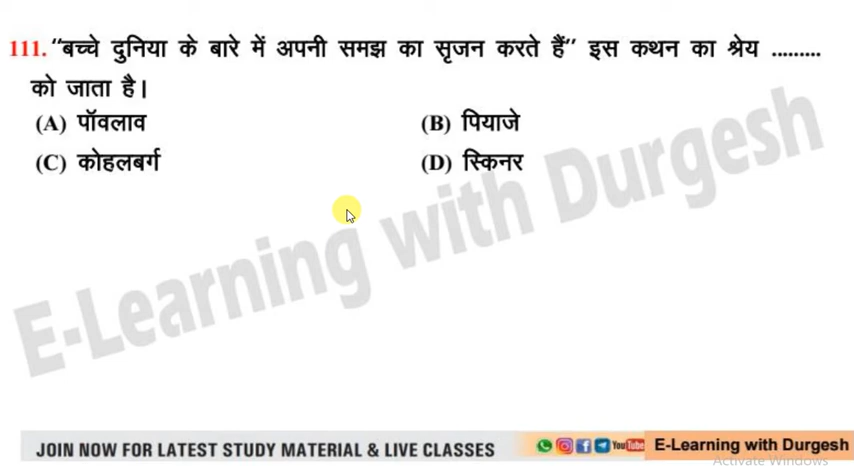 111. “बच्चे दुनिया के बारे में अपनी समझ का सृजन करते हैं” इस कथन का श्रेय .........
को जाता है।
(A) पॉवलाव
(B) पियाजे
(C) कोहलबर्ग
(D) स्किनर
E-Learning with Durgesh
JOIN NOW FOR LATEST STUDY MATERIAL & LIVE CLASSES
YouTube
E-Learning with Durgesh
Activate Windows